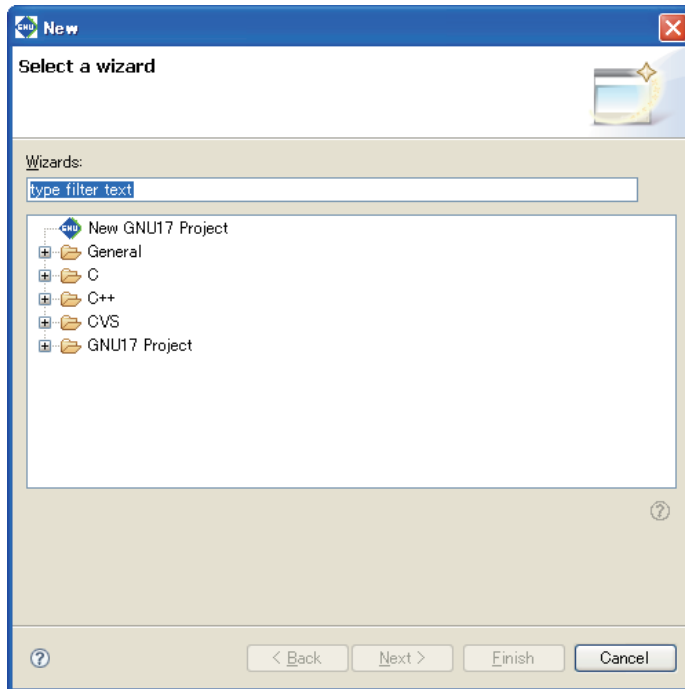 New
Select a wizard
Wizards:
type filter text
New GNU17 Project
General
C
C++
CVS
GNU17 Project
< Back Next > Finish Cancel